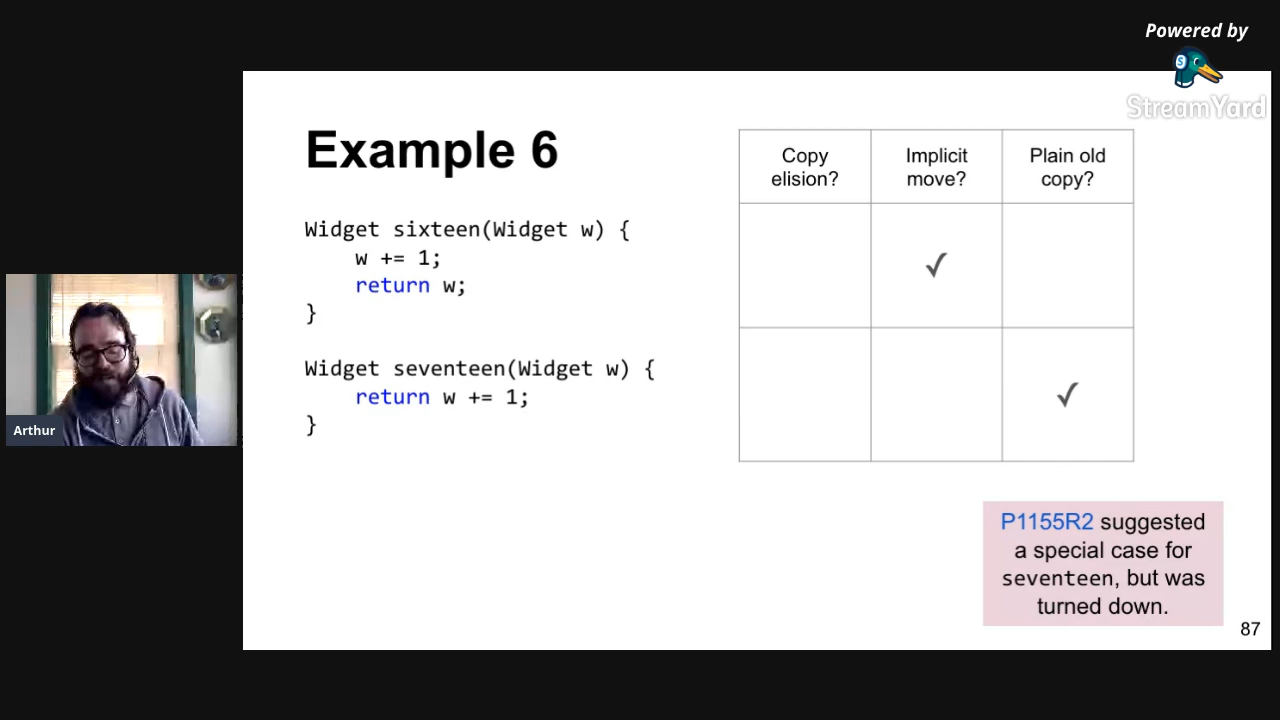 Powered by
StreamYard
Example 6
Widget sixteen(Widget w) {
    w += 1;
    return w;
}
Widget seventeen(Widget w) {
    return w += 1;
}
Copy elision?
Implicit move?
Plain old copy?
✓
✓
P1155R2 suggested
a special case for
seventeen, but was
turned down.
87
Arthur